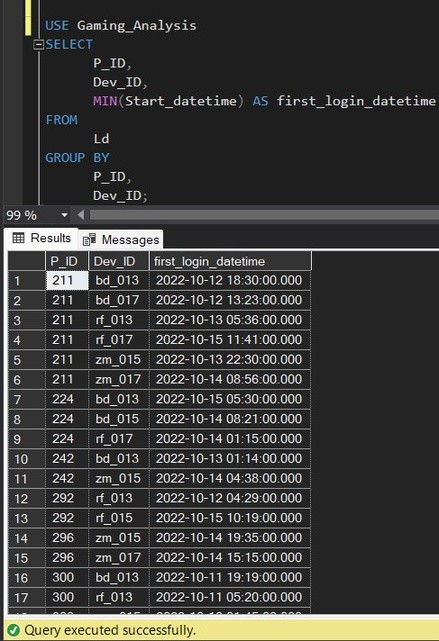 USE Gaming_Analysis
SELECT
P_ID,
Dev_ID,
MIN(Start_datetime) AS first_login_datetime
FROM
Ld
GROUP BY
P_ID,
Dev_ID;
99 %
Results Messages
P_ID Dev_ID first_login_datetime
1 211 bd_013 2022-10-12 18:30:00.000
2 211 bd_017 2022-10-12 13:23:00.000
3 211 rf_013 2022-10-13 05:36:00.000
4 211 rf_017 2022-10-15 11:41:00.000
5 211 zm_015 2022-10-13 22:30:00.000
6 211 zm_017 2022-10-14 08:56:00.000
7 224 bd_013 2022-10-15 05:30:00.000
8 224 bd_015 2022-10-14 08:21:00.000
9 224 rf_017 2022-10-14 01:15:00.000
10 242 bd_013 2022-10-13 01:14:00.000
11 242 zm_015 2022-10-14 04:38:00.000
12 292 rf_013 2022-10-12 04:29:00.000
13 292 rf_015 2022-10-15 10:19:00.000
14 296 zm_015 2022-10-14 19:35:00.000
15 296 zm_017 2022-10-14 15:15:00.000
16 300 bd_013 2022-10-11 19:19:00.000
17 300 rf_013 2022-10-11 05:20:00.000
Query executed successfully.